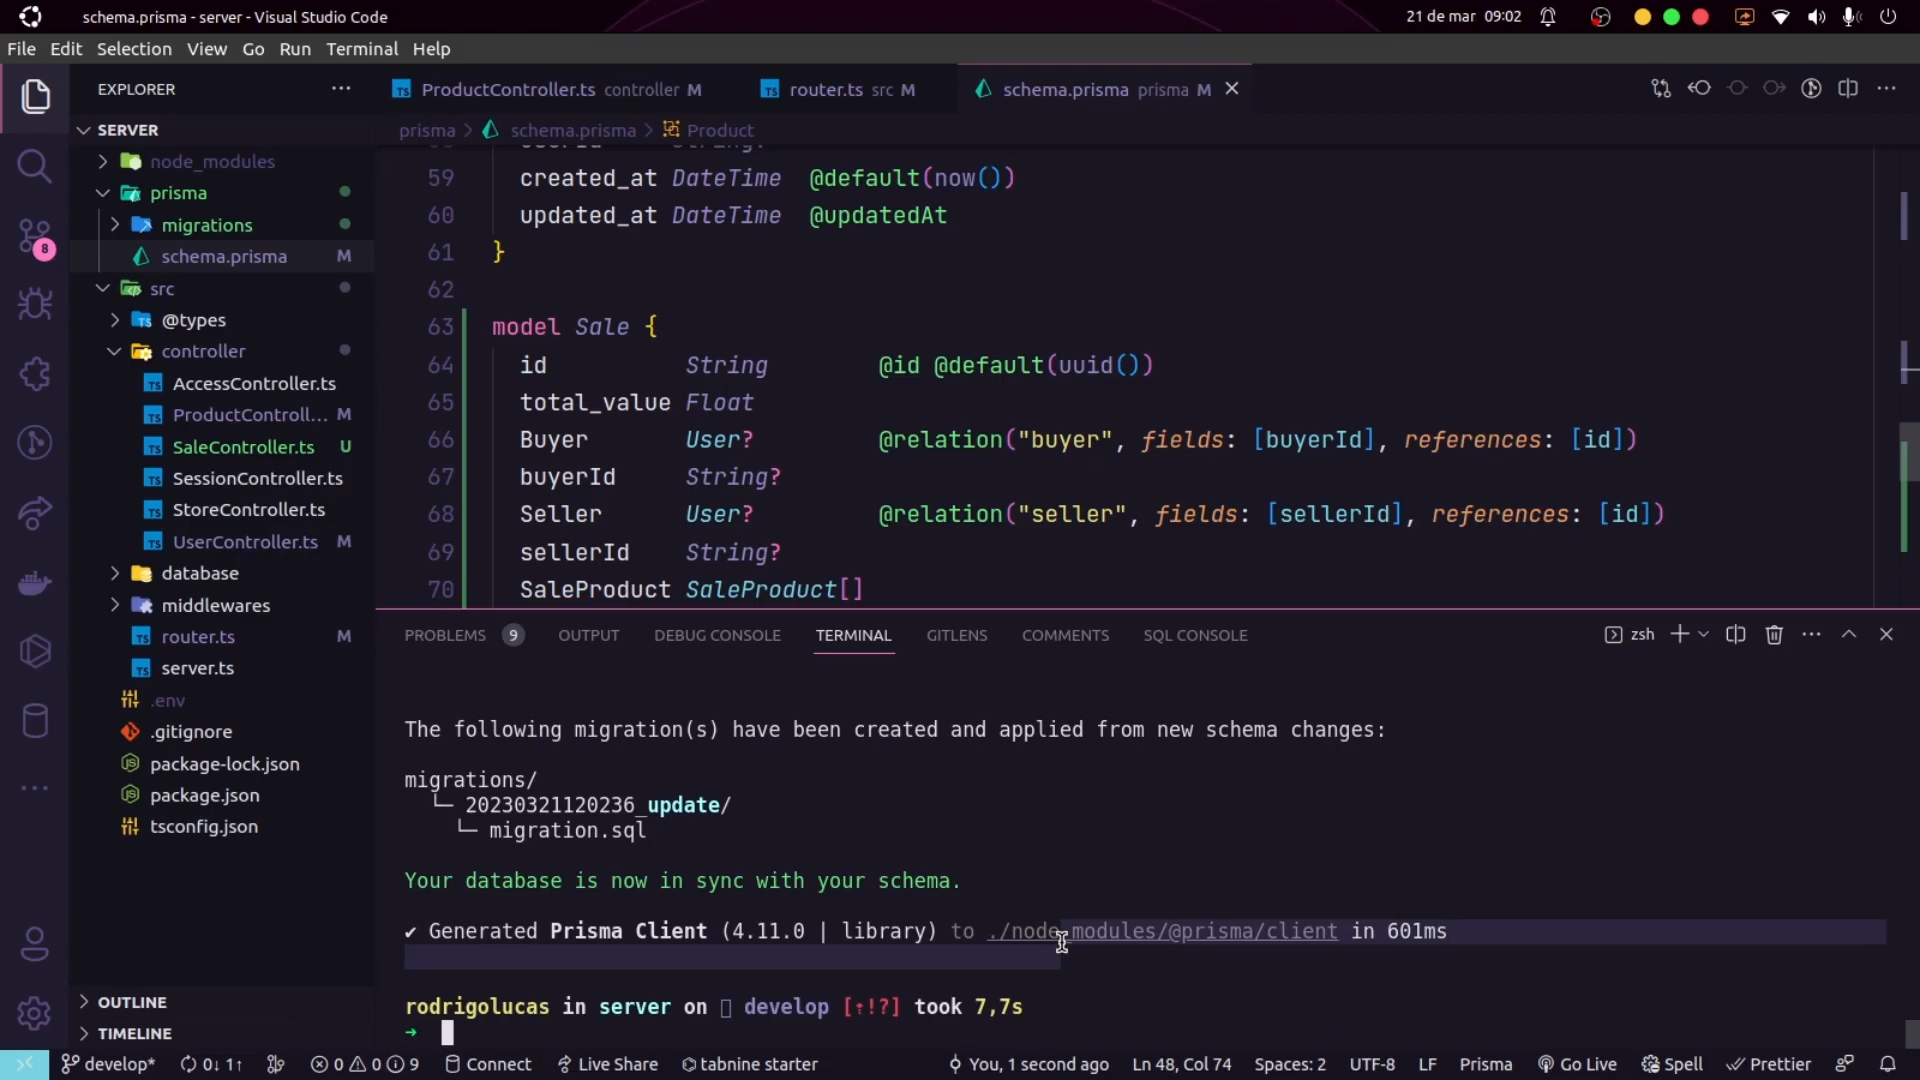 schema.prisma - server - Visual Studio Code
21 de mar 09:02
File Edit Selection View Go Run Terminal Help
EXPLORER
SERVER
node_modules
prisma
migrations
schema.prisma M
src
@types
controller
AccessController.ts
ProductControll... M
SaleController.ts U
SessionController.ts
StoreController.ts
UserController.ts M
database
middlewares
router.ts M
server.ts
.env
.gitignore
package-lock.json
package.json
tsconfig.json
OUTLINE
TIMELINE
8
ProductController.ts controller M
router.ts src M
schema.prisma prisma M
prisma > schema.prisma > Product
59 created_at DateTime @default(now())
60 updated_at DateTime @updatedAt
61 }
62
63 model Sale {
64 id String @id @default(uuid())
65 total_value Float
66 Buyer User? @relation("buyer", fields: [buyerId], references: [id])
67 buyerId String?
68 Seller User? @relation("seller", fields: [sellerId], references: [id])
69 sellerId String?
70 SaleProduct SaleProduct[]
PROBLEMS 9 OUTPUT DEBUG CONSOLE TERMINAL GITLENS COMMENTS SQL CONSOLE
zsh
The following migration(s) have been created and applied from new schema changes:
migrations/
└─ 20230321120236_update/
└─ migration.sql
Your database is now in sync with your schema.
✔ Generated Prisma Client (4.11.0 | library) to ./node_modules/@prisma/client in 601ms
rodrigolucas in server on develop [⇡!?] took 7,7s
➜
develop* 0↓ 1↑ 0 0 9 Connect Live Share tabnine starter You, 1 second ago Ln 48, Col 74 Spaces: 2 UTF-8 LF Prisma Go Live Spell Prettier